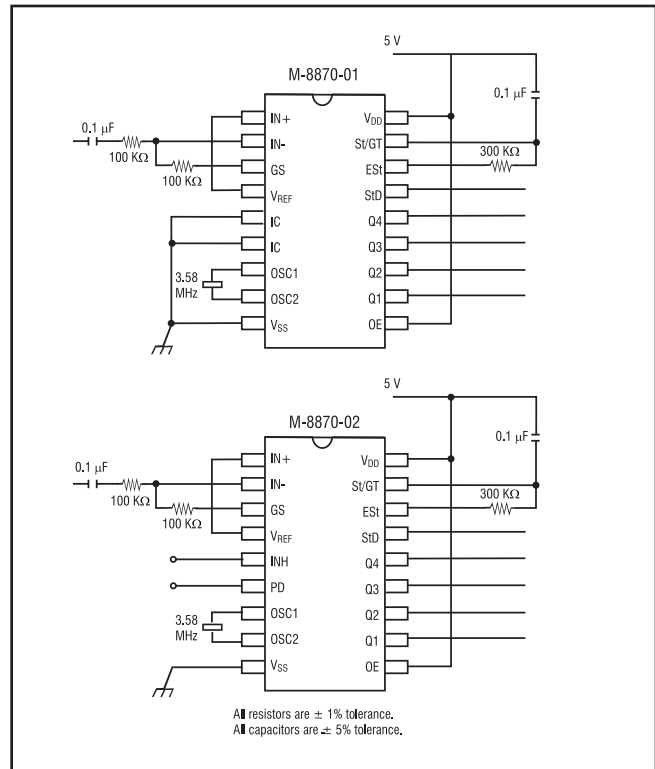 5 V
M-8870-01
0.1 µF
0.1 µF
100 KΩ
100 KΩ
300 KΩ
IN+
IN-
GS
VREF
IC
IC
OSC1
OSC2
VSS
3.58
MHz
VDD
St/GT
ESt
StD
Q4
Q3
Q2
Q1
OE
5 V
M-8870-02
0.1 µF
0.1 µF
100 KΩ
100 KΩ
300 KΩ
IN+
IN-
GS
VREF
INH
PD
OSC1
OSC2
VSS
3.58
MHz
VDD
St/GT
ESt
StD
Q4
Q3
Q2
Q1
OE
All resistors are ± 1% tolerance.
All capacitors are ± 5% tolerance.